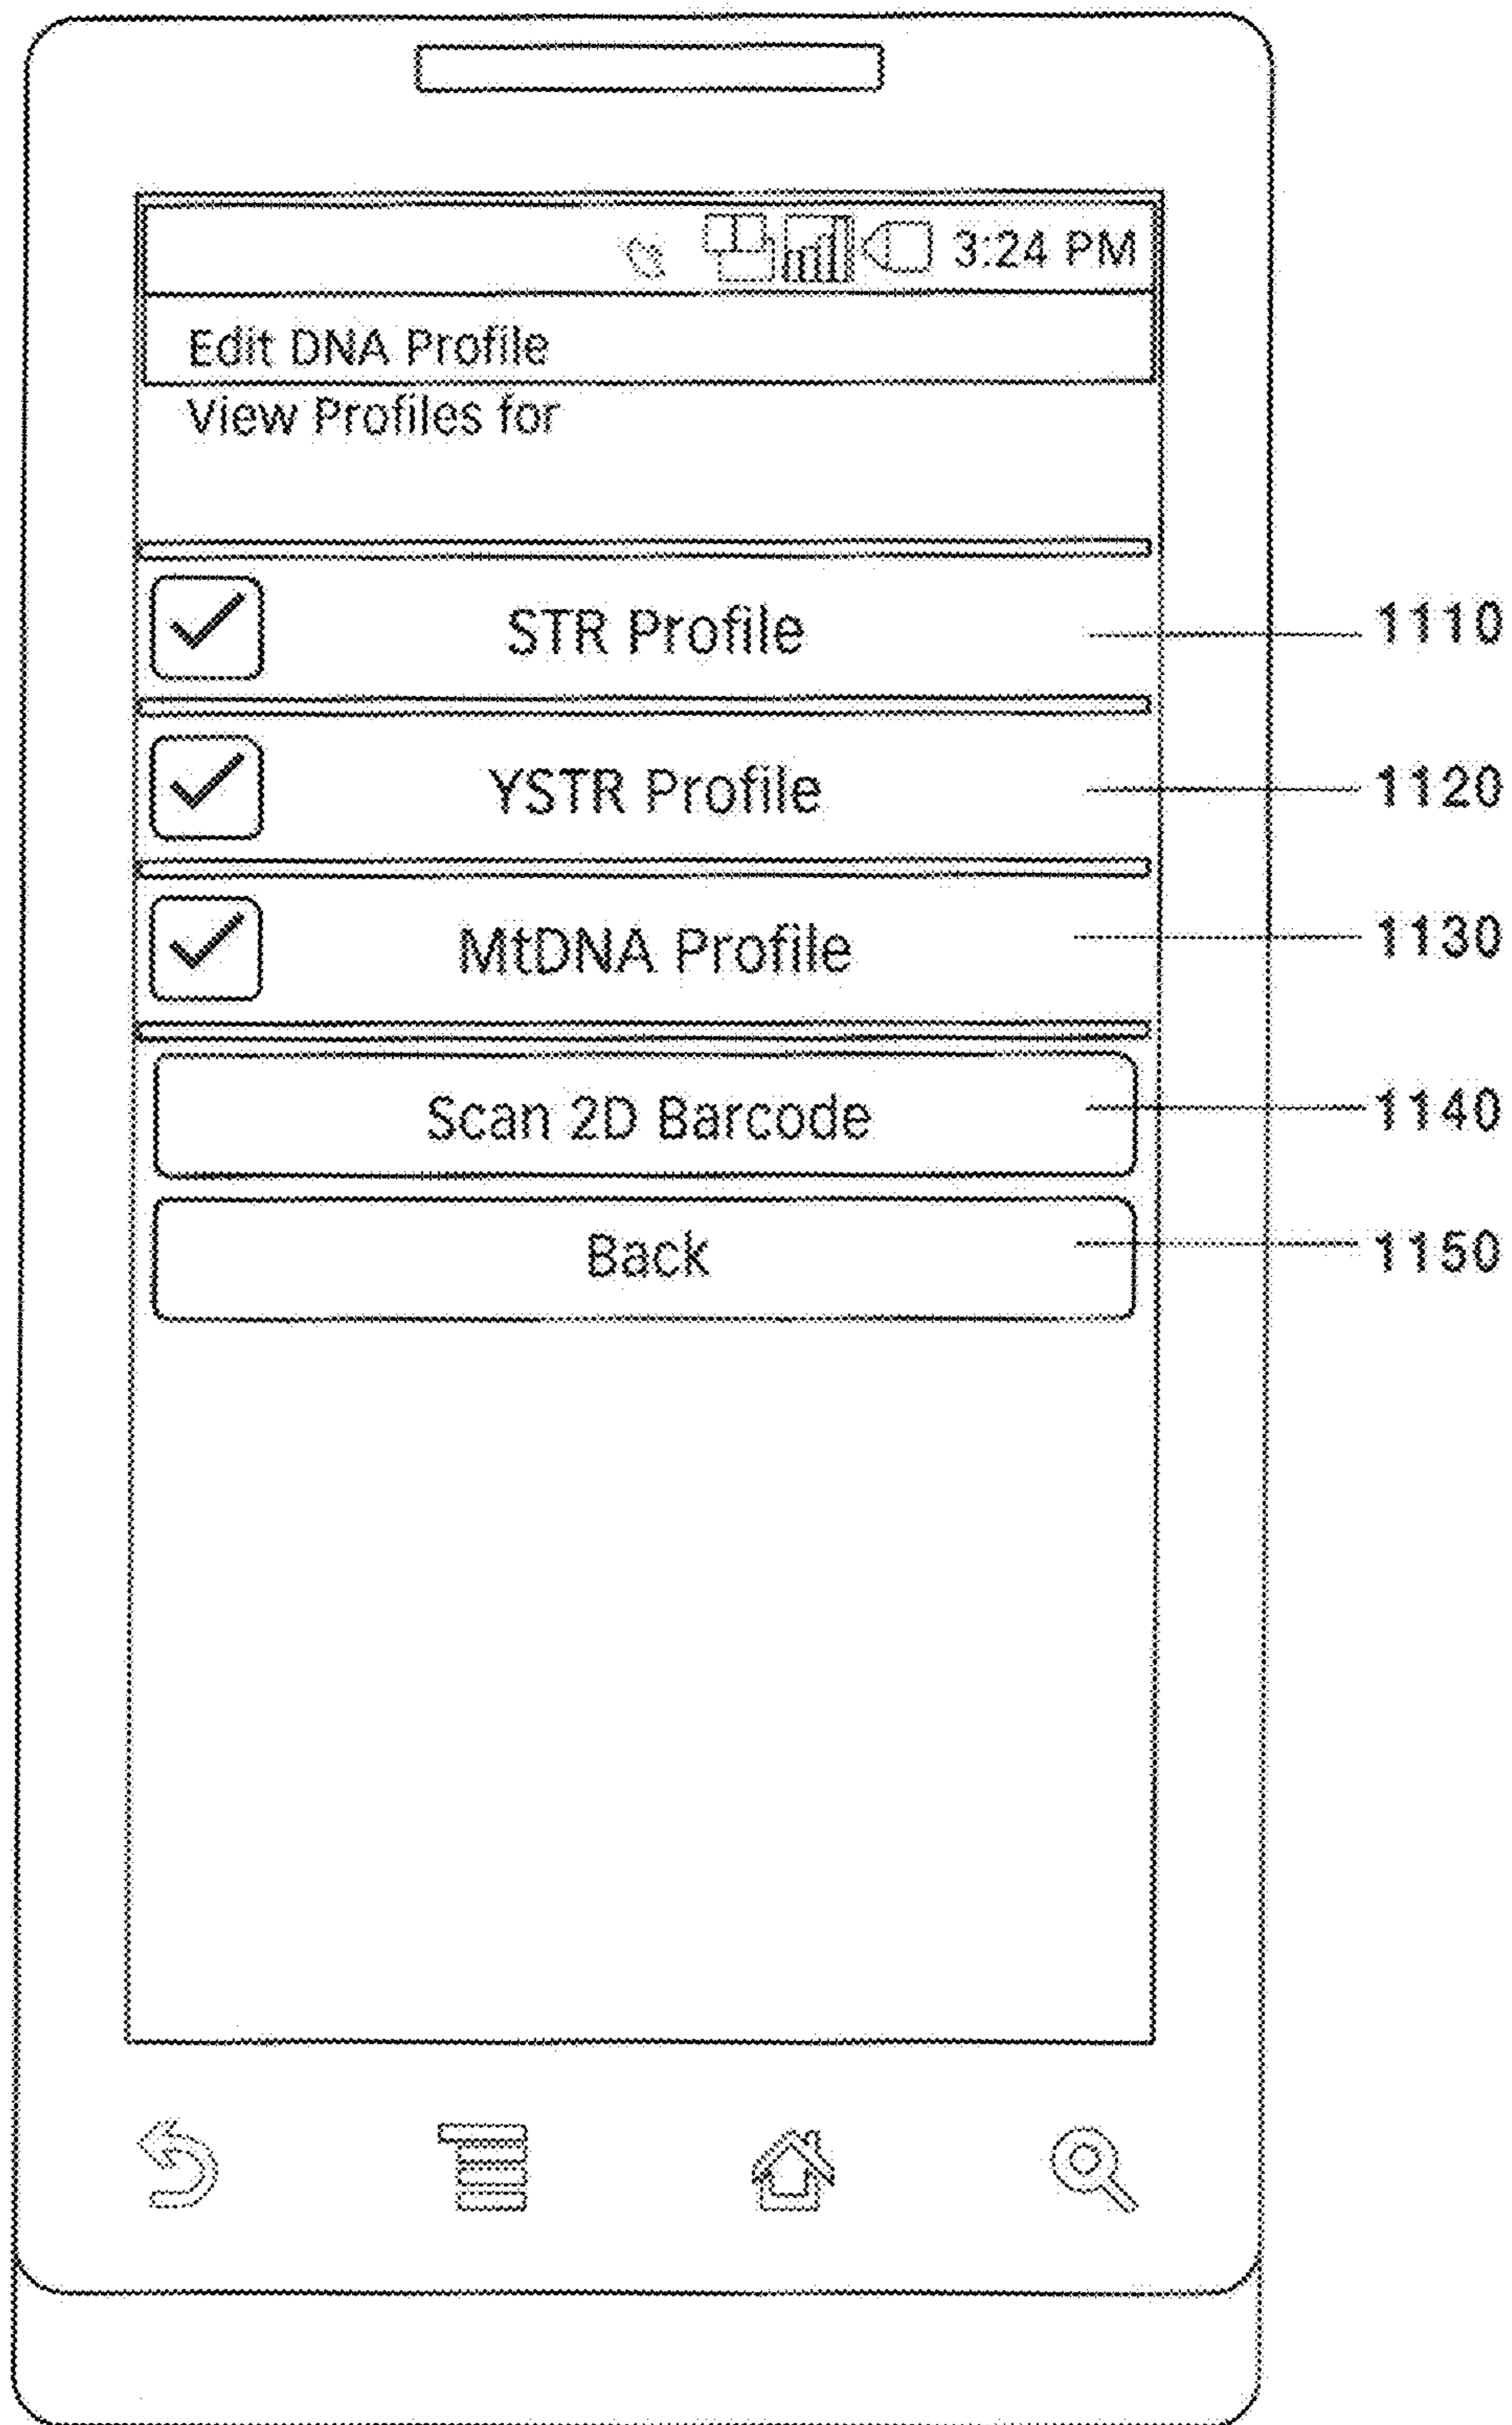 3:24 PM
Edit DNA Profile
View Profiles for
STR Profile
1110
YSTR Profile
1120
MtDNA Profile
1130
Scan 2D Barcode
1140
Back
1150